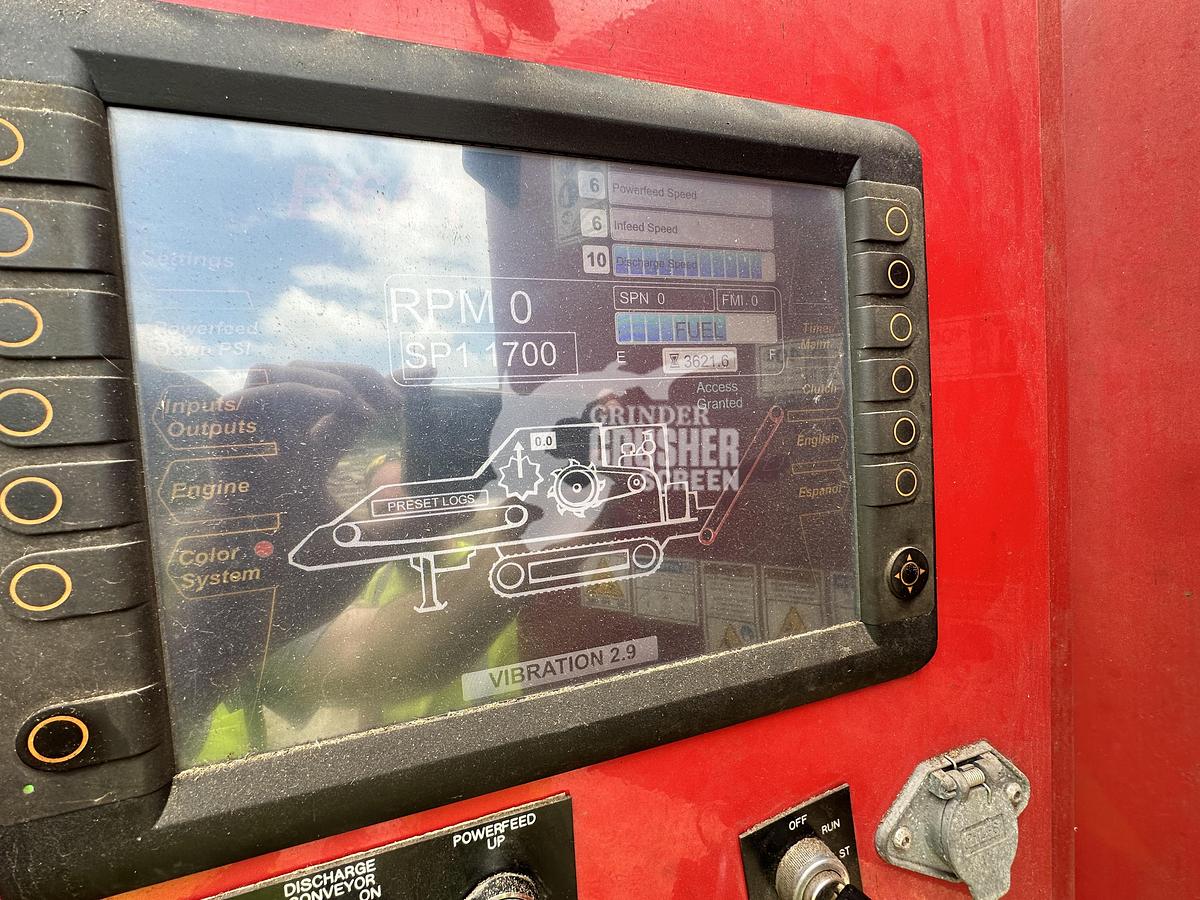 6 Powerfeed Speed
6 Infeed Speed
10 Discharge Speed
Settings
RPM 0
SPN 0
FMI 0
Powerfeed
Down PSI
SP1 1700
FUEL
E
3621.6
F
Timer/
Maint.
Access
Granted
Clutch
Inputs/
Outputs
GRINDER
CRUSHER
SCREEN
0.0
English
Engine
PRESET LOGS
Espanol
Color
System
VIBRATION 2.9
POWERFEED
UP
DISCHARGE
CONVEYOR
ON
OFF
RUN
ST